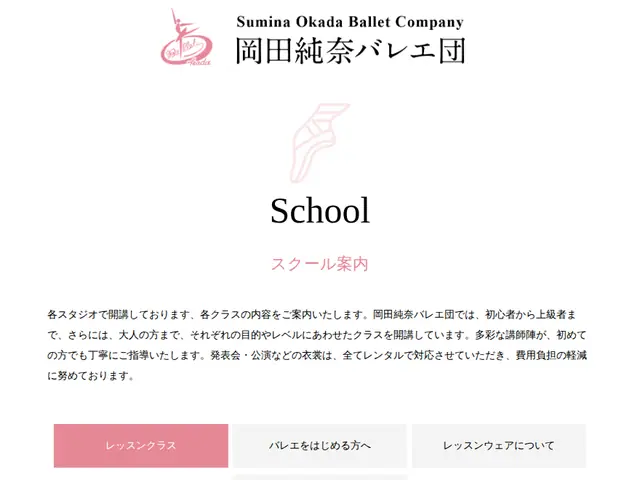 Sumina Okada Ballet Company
岡田純奈バレエ団
School
スクール案内
各スタジオで開講しております、各クラスの内容をご案内いたします。岡田純奈バレエ団では、初心者から上級者ま
で、さらには、大人の方まで、それぞれの目的やレベルにあわせたクラスを開講しています。多彩な講師陣が、初めて
の方でも丁寧にご指導いたします。発表会・公演などの衣裳は、全てレンタルで対応させていただき、費用負担の軽減
に努めております。
レッスンクラス
バレエをはじめる方へ
レッスンウェアについて